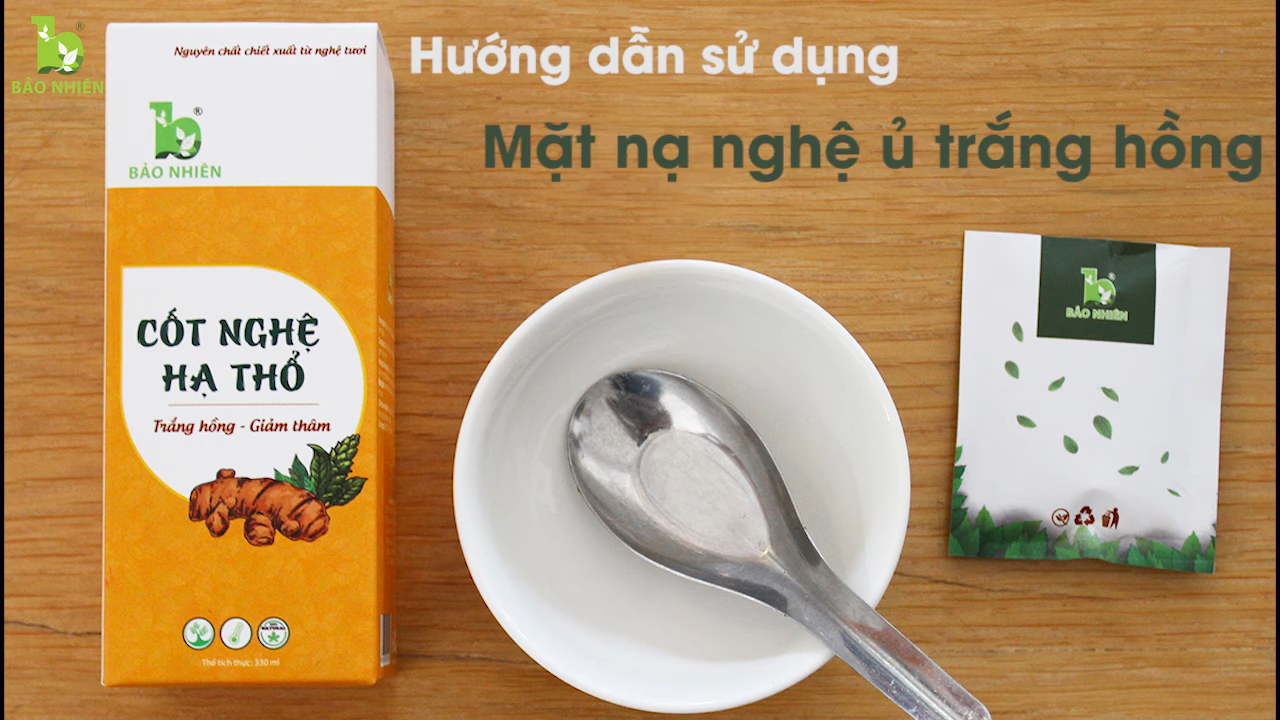 b®
BẢO NHIÊN
Nguyên chất chiết xuất từ nghệ tươi
b®
BẢO NHIÊN
CỐT NGHỆ
HẠ THỔ
Trắng hồng - Giảm thâm
NATURAL
Thể tích thực: 330 ml
Hướng dẫn sử dụng
Mặt nạ nghệ ủ trắng hồng
b®
BẢO NHIÊN